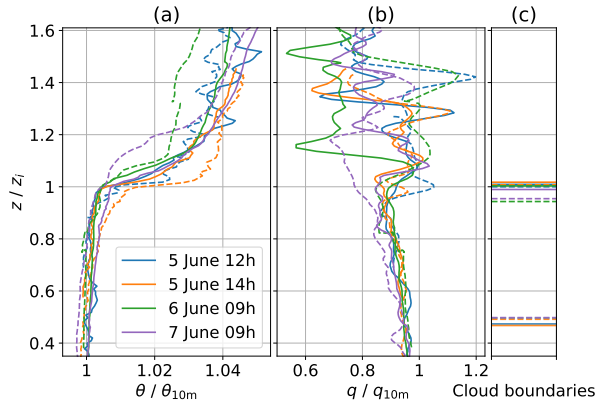 (a) (b) (c)
1.6
1.4
1.2
1
0.8
0.6
0.4
z / z_i
5 June 12h
5 June 14h
6 June 09h
7 June 09h
1 1.02 1.04 0.6 0.8 1
θ / θ_10m q / q_10m Cloud boundaries